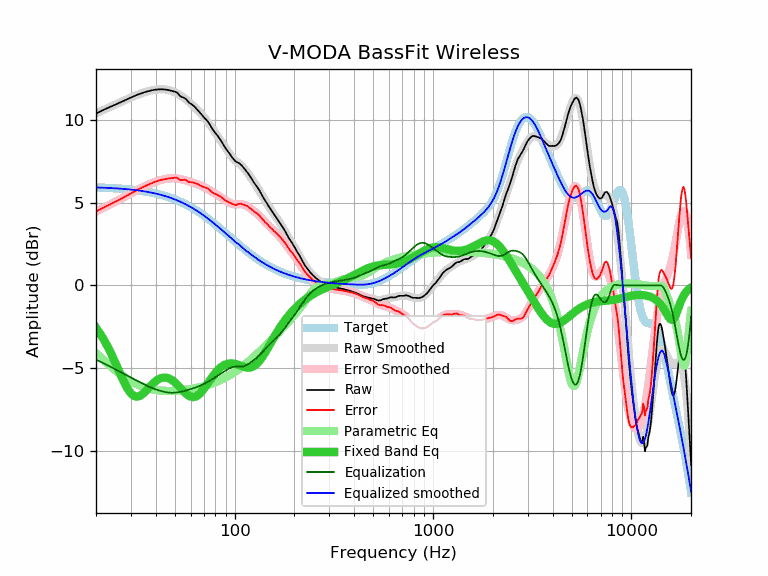 V-MODA BassFit Wireless
Amplitude (dBr)
10
5
0
−5
−10
Target
Raw Smoothed
Error Smoothed
Raw
Error
Parametric Eq
Fixed Band Eq
Equalization
Equalized smoothed
100
1000
10000
Frequency (Hz)